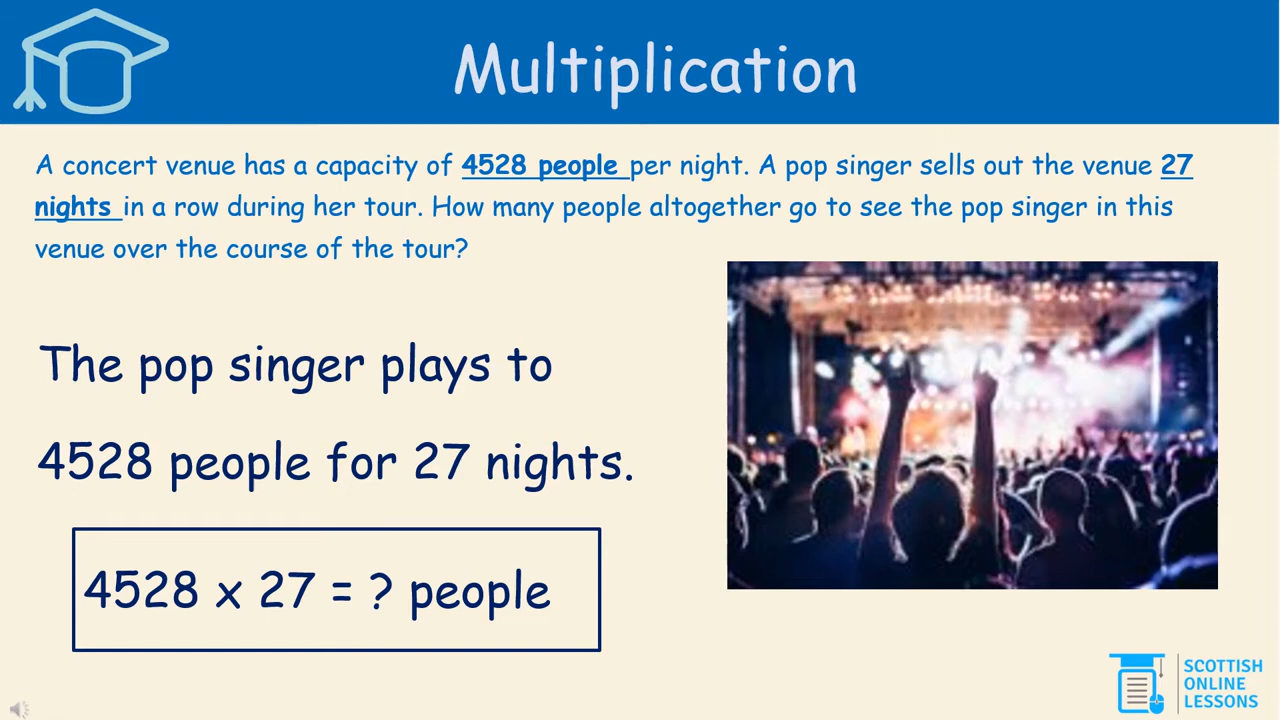 Multiplication
A concert venue has a capacity of 4528 people per night. A pop singer sells out the venue 27
nights in a row during her tour. How many people altogether go to see the pop singer in this
venue over the course of the tour?
The pop singer plays to
4528 people for 27 nights.
4528 x 27 = ? people
SCOTTISH
ONLINE
LESSONS